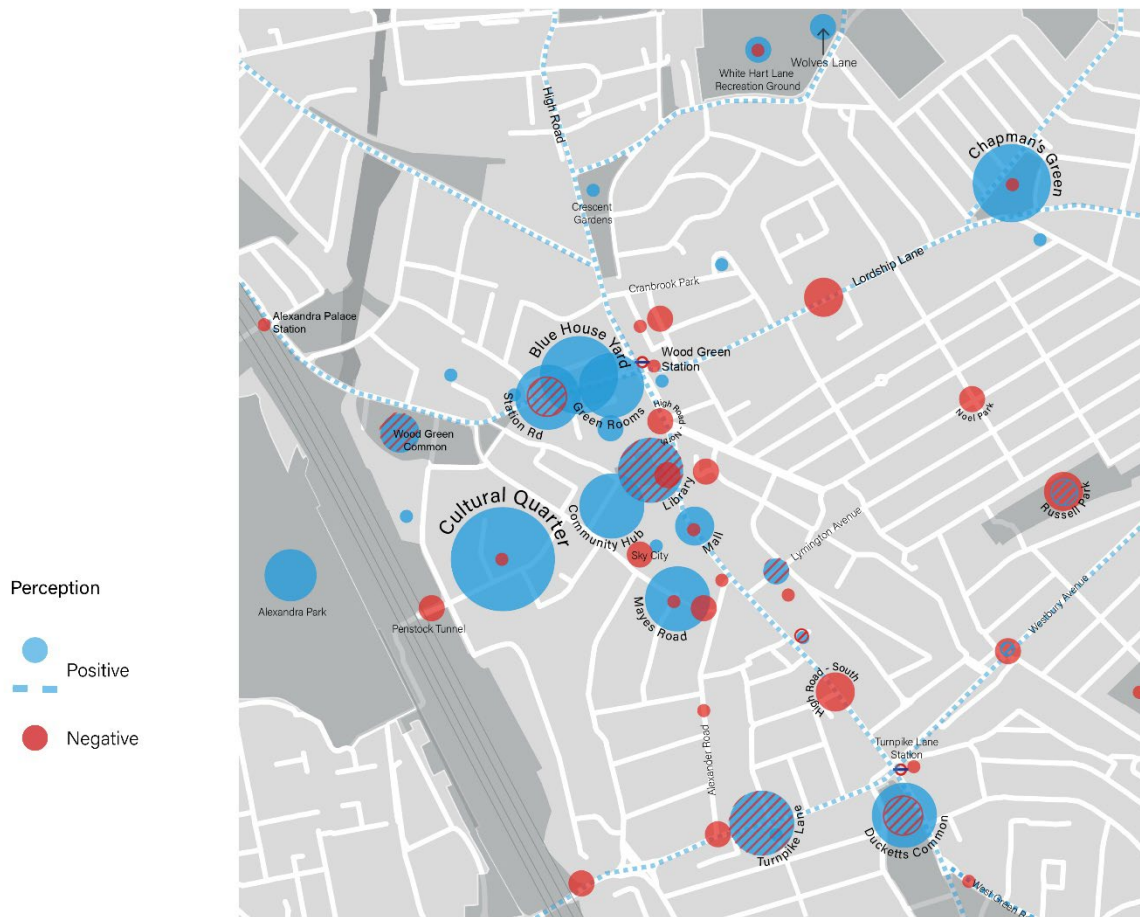 Perception
Positive
Negative
Wolves Lane
White Hart Lane
Recreation Ground
High Road
Chapman's Green
Crescent
Gardens
Lordship Lane
Cranbrook Park
Alexandra Palace
Station
Blue House Yard
Wood Green
Station
Station Rd
Green Rooms
High Road
- North
Noel Park
Wood Green
Common
Library
Russell Park
Cultural Quarter
Community Hub
Mall
Sky City
Lymington Avenue
Alexandra Park
Penstock Tunnel
Mayes Road
Westbury Avenue
High Road - South
Alexander Road
Turnpike Lane
Station
Turnpike Lane
Ducketts Common
West Green R